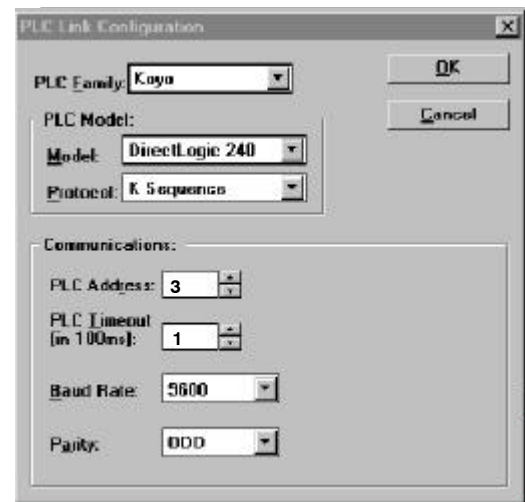 PLC Link Configuration
PLC Family: Koyo
OK
Cancel
PLC Model:
Model: DirectLogic 240
Protocol: K Sequence
Communications:
PLC Address: 3
PLC Timeout
(in 100ms): 1
Baud Rate: 9600
Parity: ODD